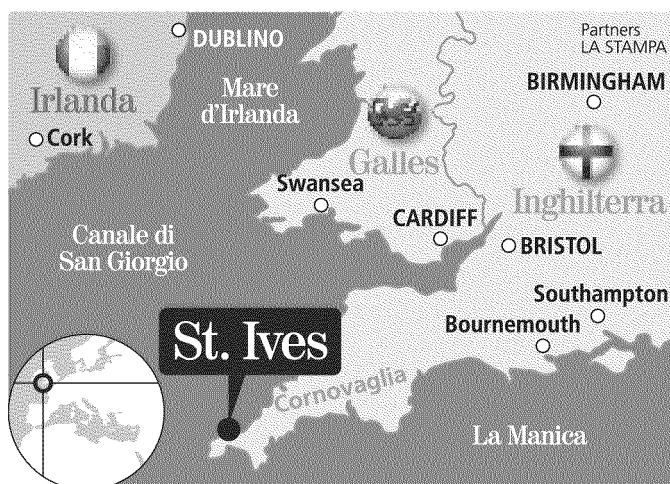 Partners
LA STAMPA
DUBLINO
BIRMINGHAM
Mare
d'Irlanda
Irlanda
Cork
Galles
Inghilterra
Swansea
CARDIFF
BRISTOL
Canale di
San Giorgio
Southampton
Bournemouth
St. Ives
Cornovaglia
La Manica